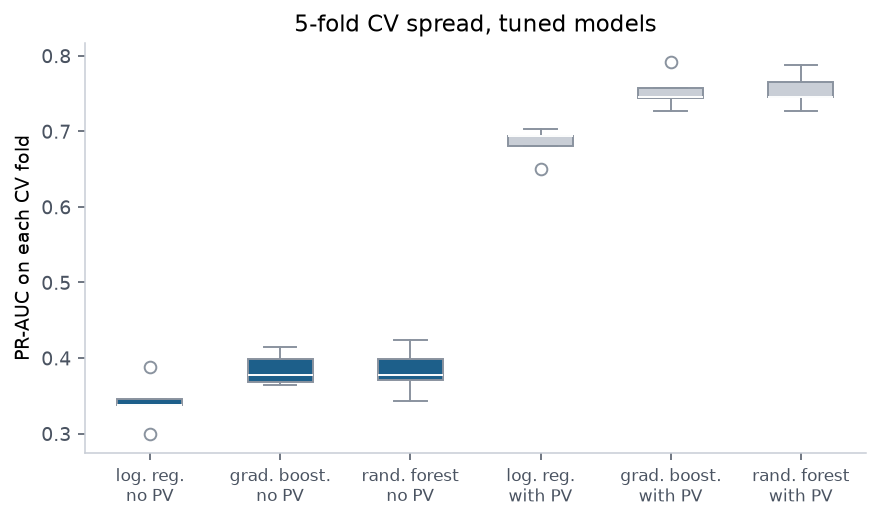 5-fold CV spread, tuned models
PR-AUC on each CV fold
0.8
0.7
0.6
0.5
0.4
0.3
log. reg.
no PV
grad. boost.
no PV
rand. forest
no PV
log. reg.
with PV
grad. boost.
with PV
rand. forest
with PV